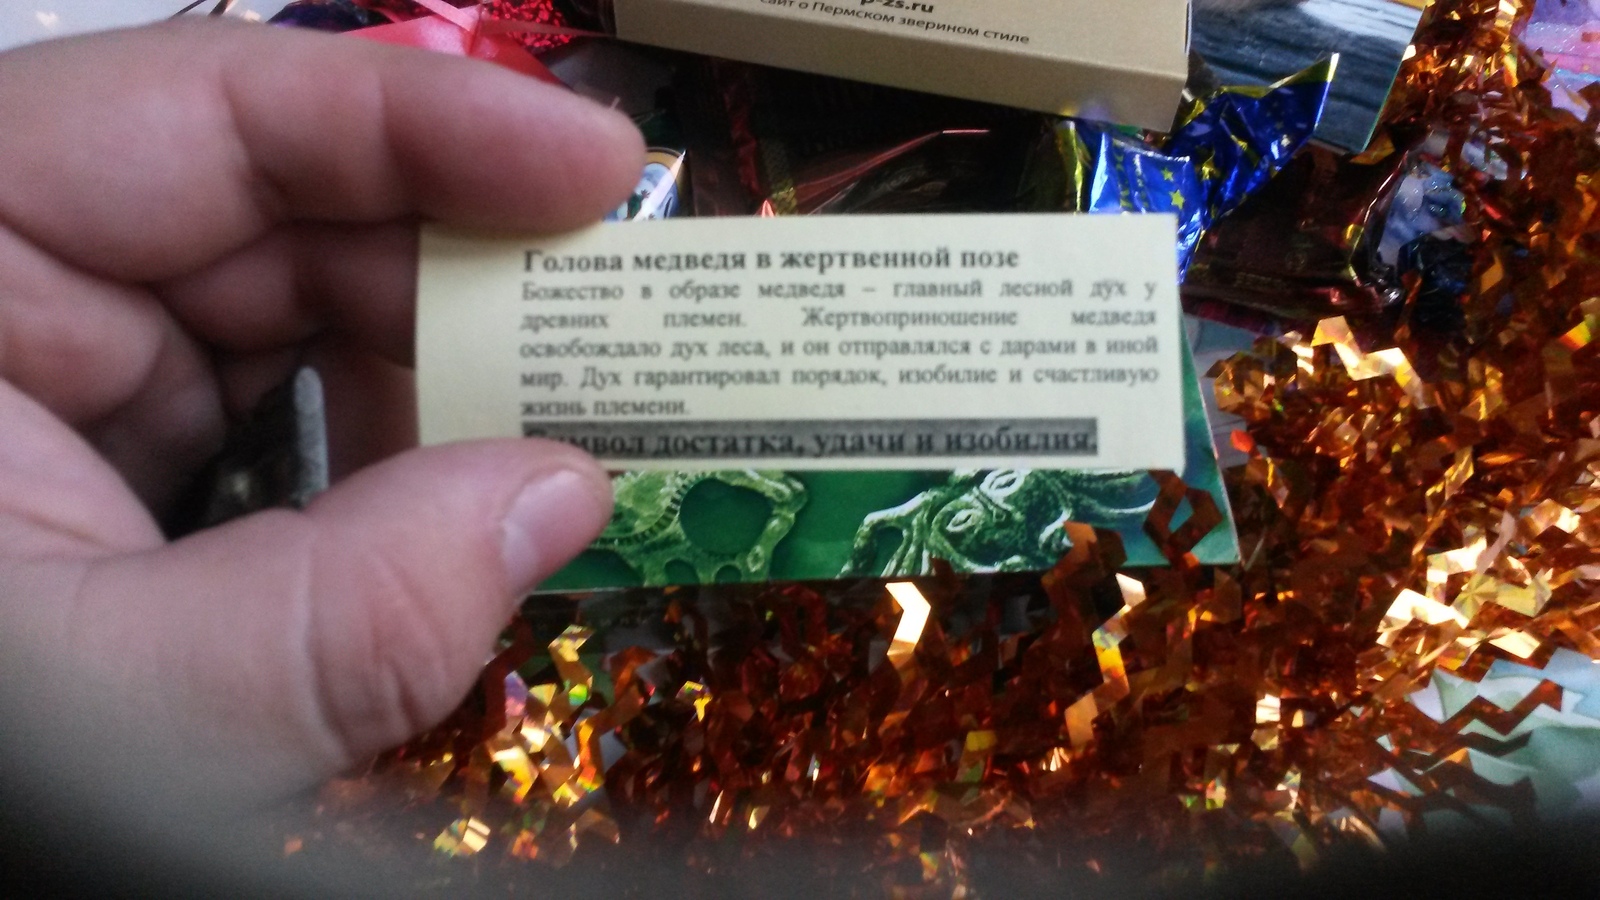 p-zs.ru
сайт о Пермском зверином стиле
Голова медведя в жертвенной позе
Божество в образе медведя – главный лесной дух у
древних племен. Жертвоприношение медведя
освобождало дух леса, и он отправлялся с дарами в иной
мир. Дух гарантировал порядок, изобилие и счастливую
жизнь племени.
Символ достатка, удачи и изобилия.